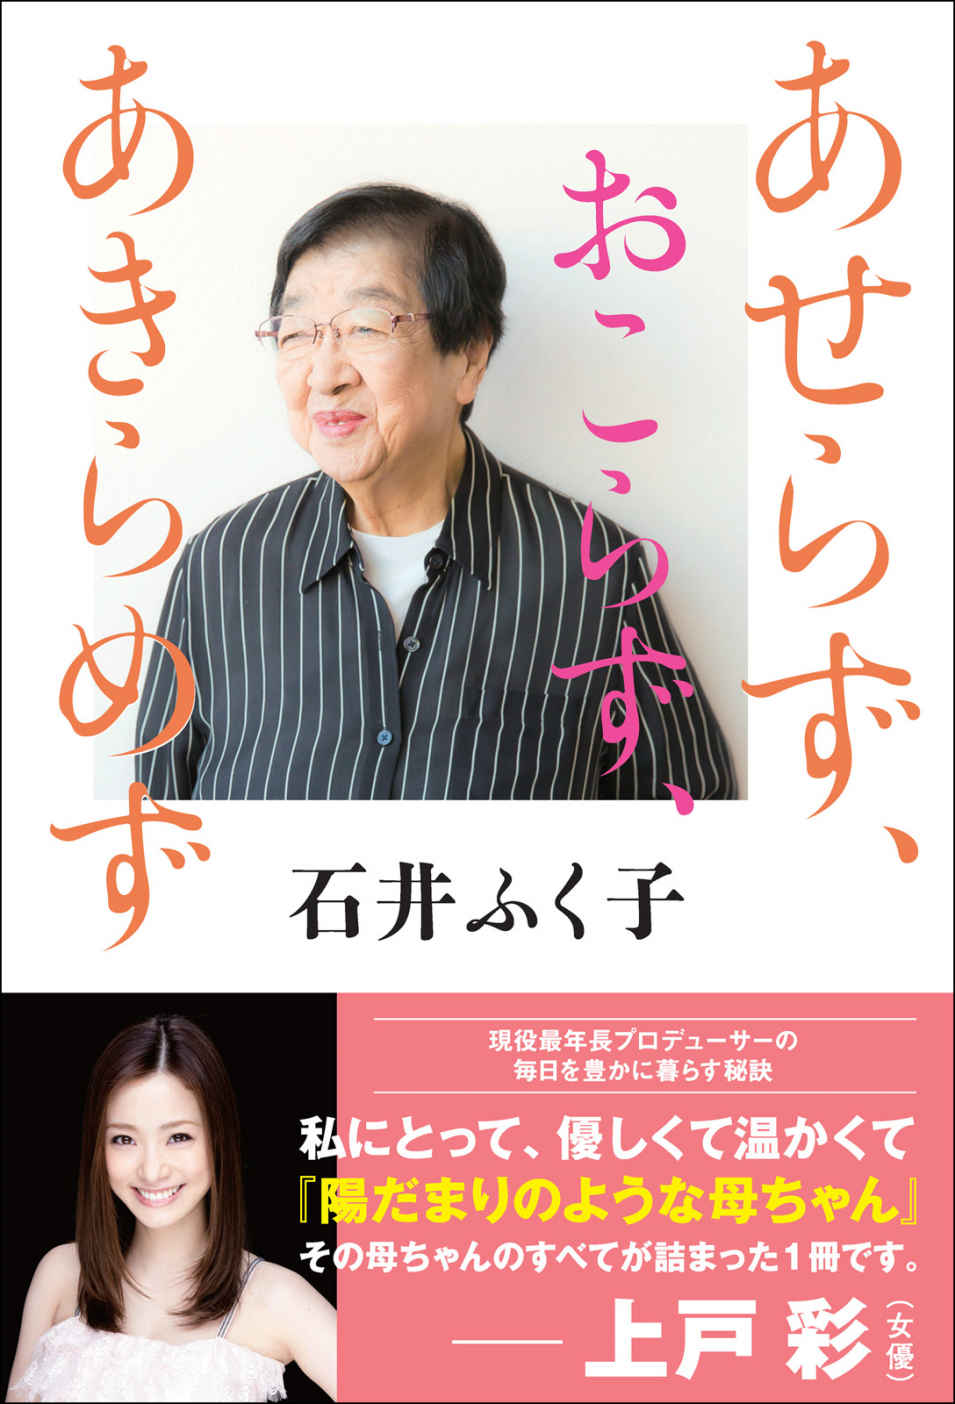 あせらず、
おこらず、
あきらめず
石井ふく子
現役最年長プロデューサーの
毎日を豊かに暮らす秘訣
私にとって、優しくて温かくて
『陽だまりのような母ちゃん』
その母ちゃんのすべてが詰まった1冊です。
——上戸 彩（女優）